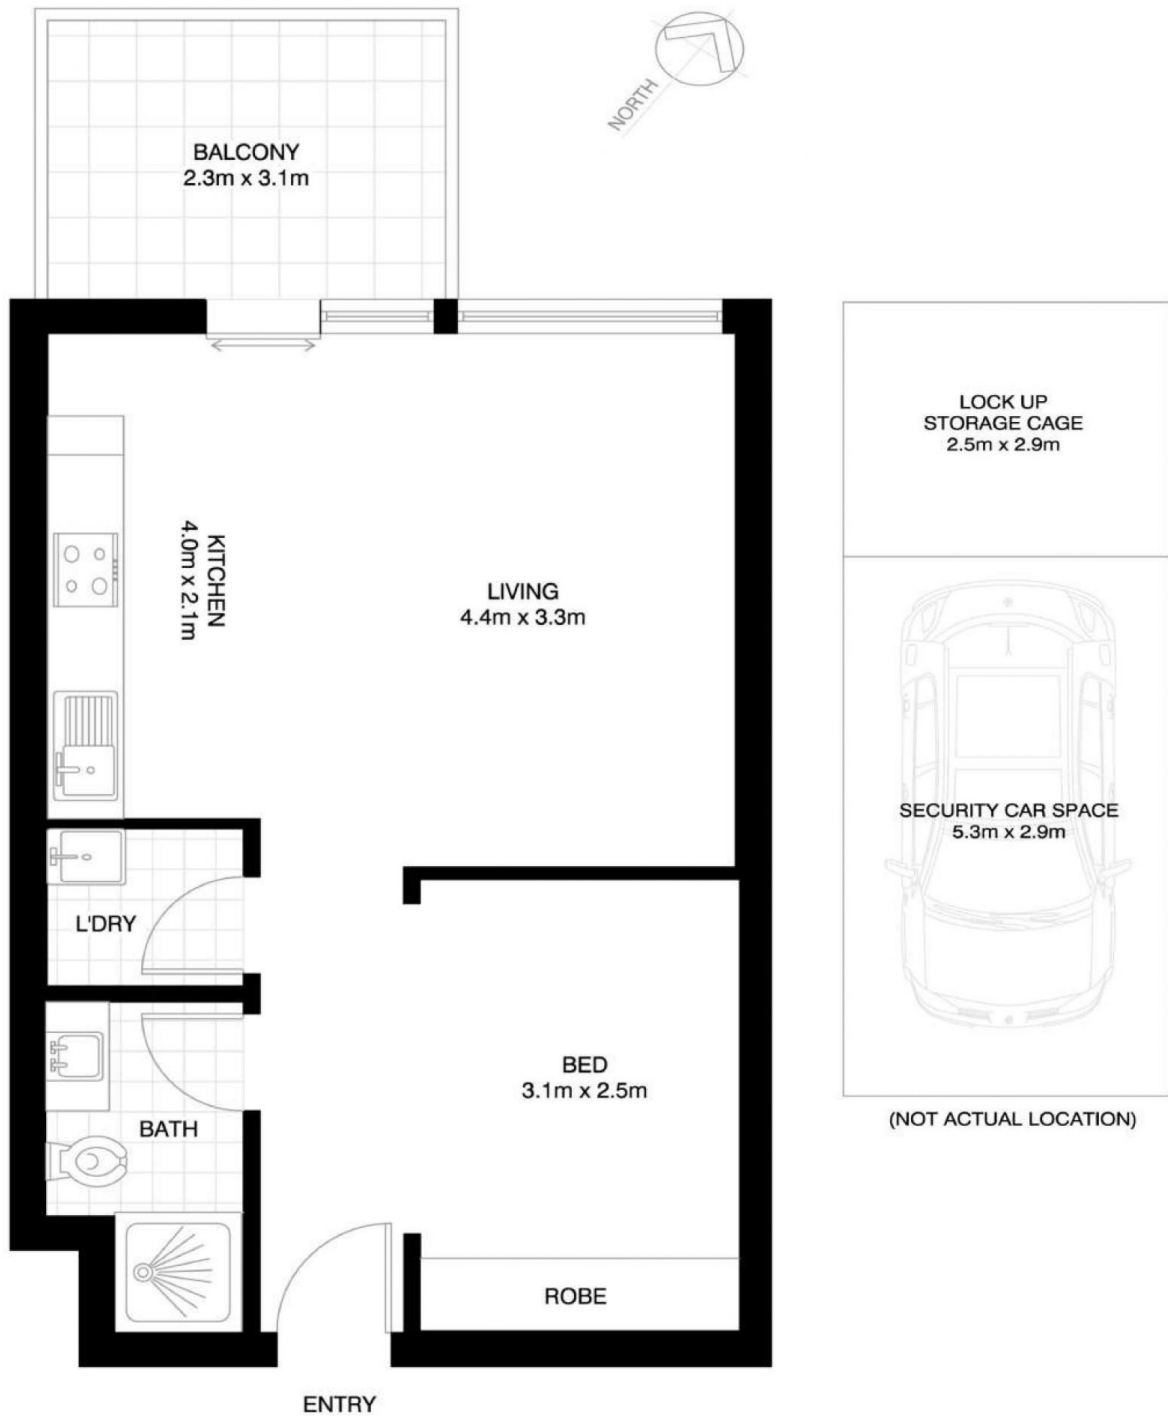 NORTH
BALCONY
2.3m x 3.1m
LOCK UP
STORAGE CAGE
2.5m x 2.9m
KITCHEN
4.0m x 2.1m
LIVING
4.4m x 3.3m
SECURITY CAR SPACE
5.3m x 2.9m
L'DRY
BED
3.1m x 2.5m
BATH
(NOT ACTUAL LOCATION)
ROBE
ENTRY